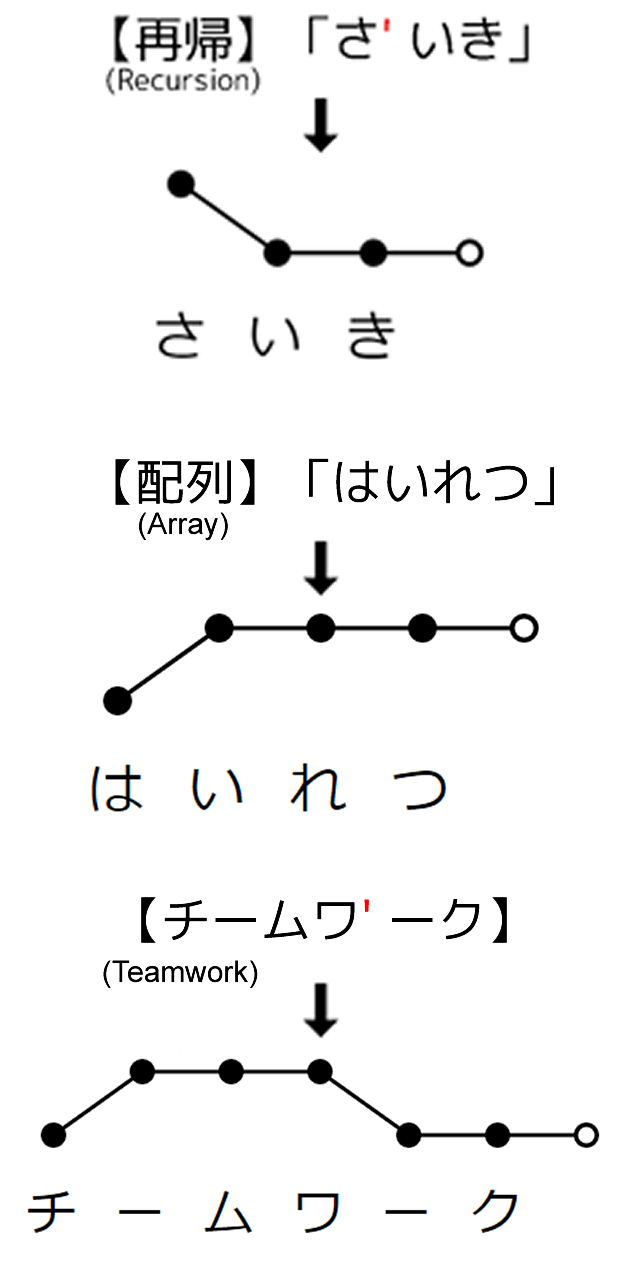 【再帰】「さ' いき」
(Recursion)
さ い き
【配列】「はいれつ」
(Array)
は い れ つ
【チームワ' ーク】
(Teamwork)
チ ー ム ワ ー ク